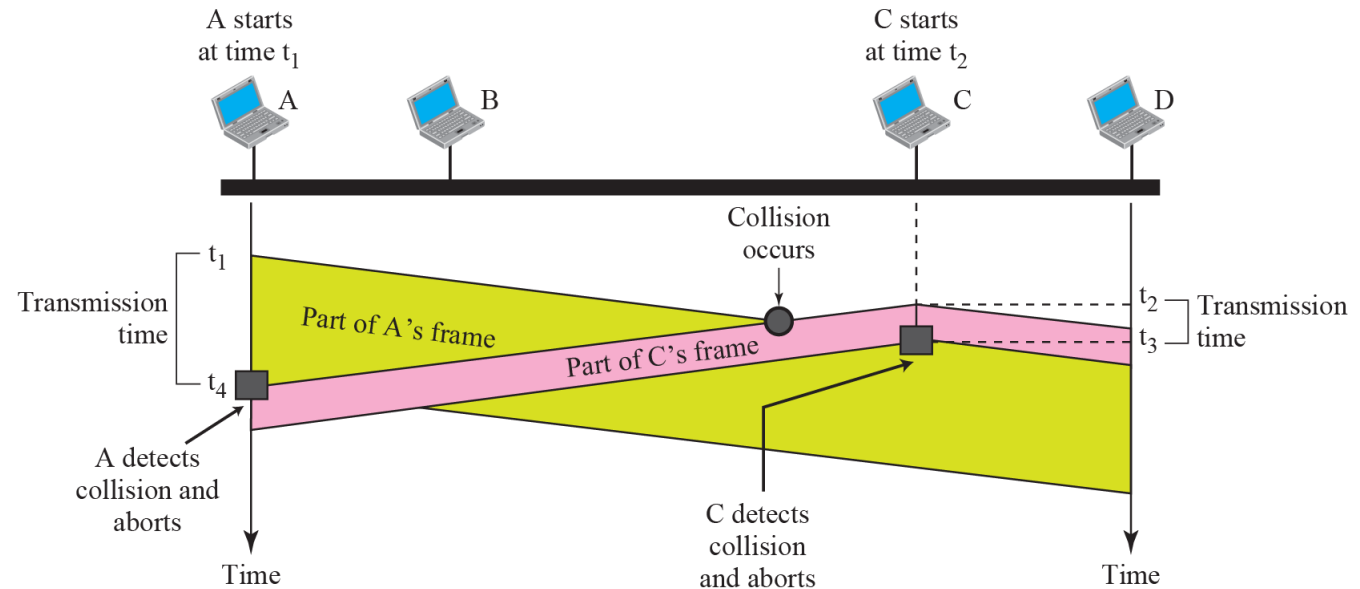 A starts
at time t1
C starts
at time t2
A
B
C
D
Collision
occurs
t1
Transmission
time
t4
Part of A’s frame
Part of C’s frame
t2
t3
Transmission
time
A detects
collision and
aborts
C detects
collision
and aborts
Time
Time